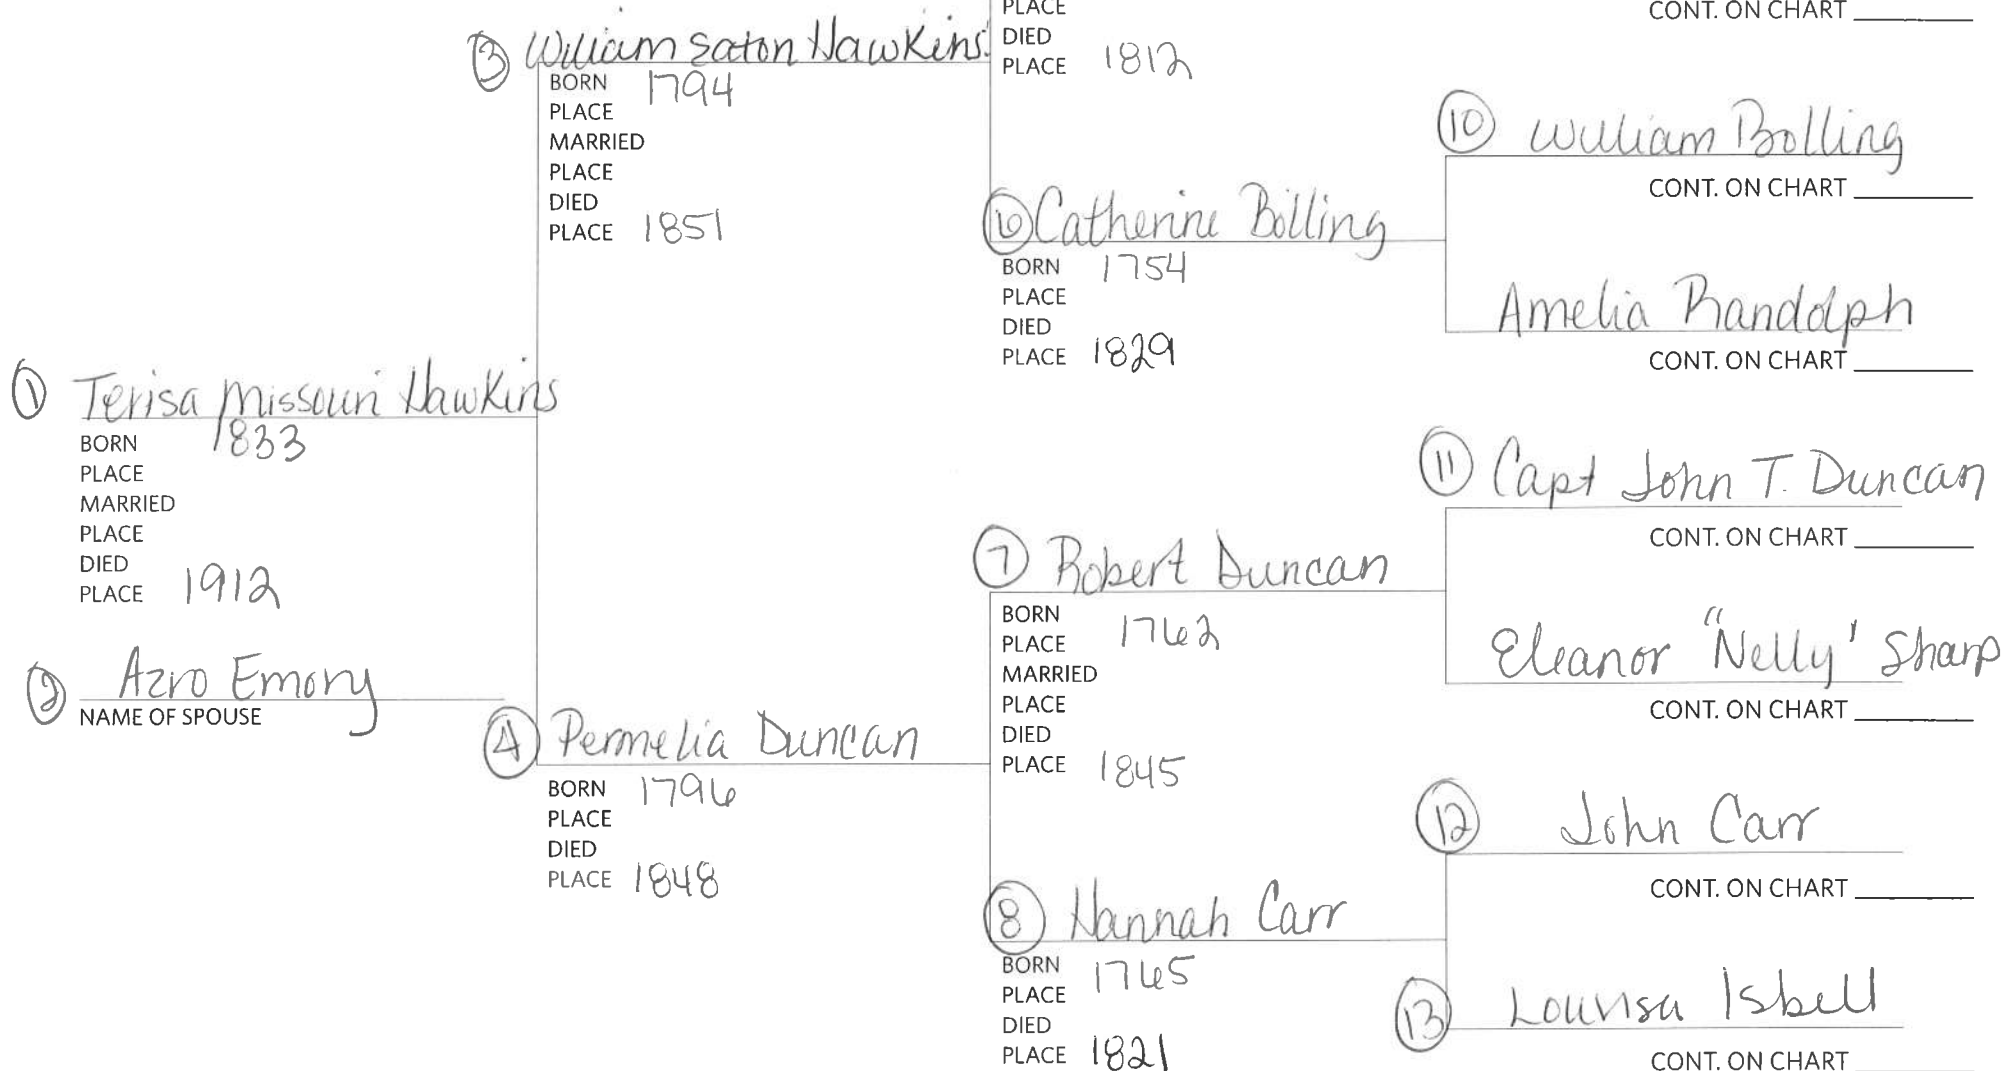 PLACE
DIED
PLACE 1812
CONT. ON CHART
③ William Eaton Hawkins
BORN 1794
PLACE
MARRIED
PLACE
DIED
PLACE 1851
⑩ William Bolling
CONT. ON CHART
⑥ Catherine Bolling
BORN 1754
PLACE
DIED
PLACE 1829
Amelia Randolph
CONT. ON CHART
① Terisa Missouri Hawkins
BORN 1833
PLACE
MARRIED
PLACE
DIED
PLACE 1912
② Azro Emory
NAME OF SPOUSE
⑪ Capt John T. Duncan
CONT. ON CHART
⑦ Robert Duncan
BORN
PLACE 1762
MARRIED
PLACE
DIED
PLACE 1845
Eleanor "Nelly' Sharp
CONT. ON CHART
④ Permelia Duncan
BORN 1796
PLACE
DIED
PLACE 1848
⑫ John Carr
CONT. ON CHART
⑧ Hannah Carr
BORN 1765
PLACE
DIED
PLACE 1821
⑬ Louvisa Isbell
CONT. ON CHART